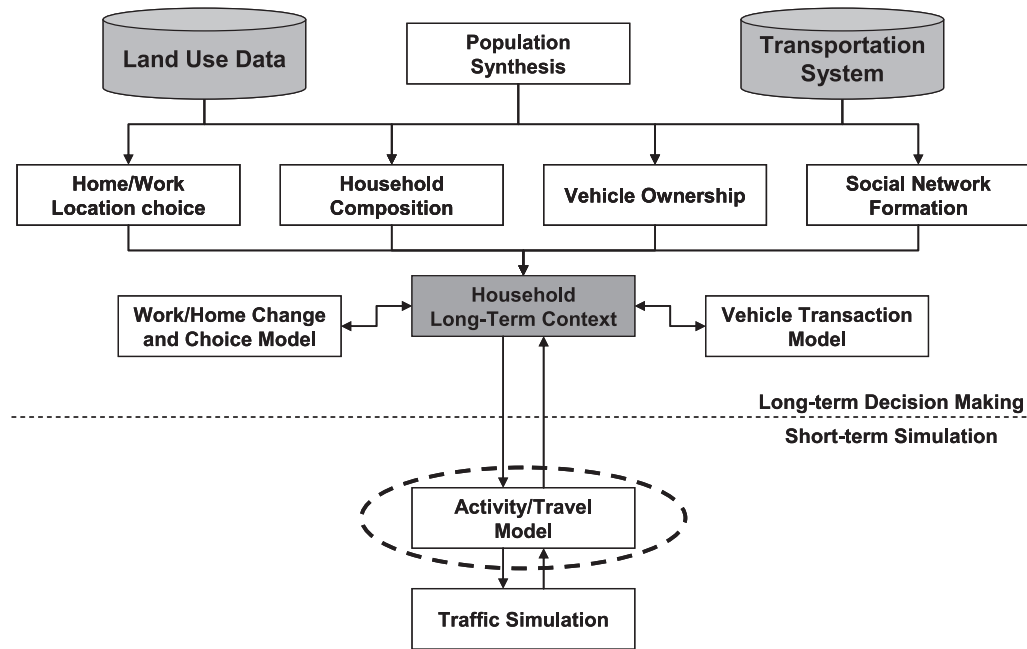 Land Use Data
Population
Synthesis
Transportation
System
Home/Work
Location choice
Household
Composition
Vehicle Ownership
Social Network
Formation
Household
Long-Term Context
Work/Home Change
and Choice Model
Vehicle Transaction
Model
Long-term Decision Making
Short-term Simulation
Activity/Travel
Model
Traffic Simulation